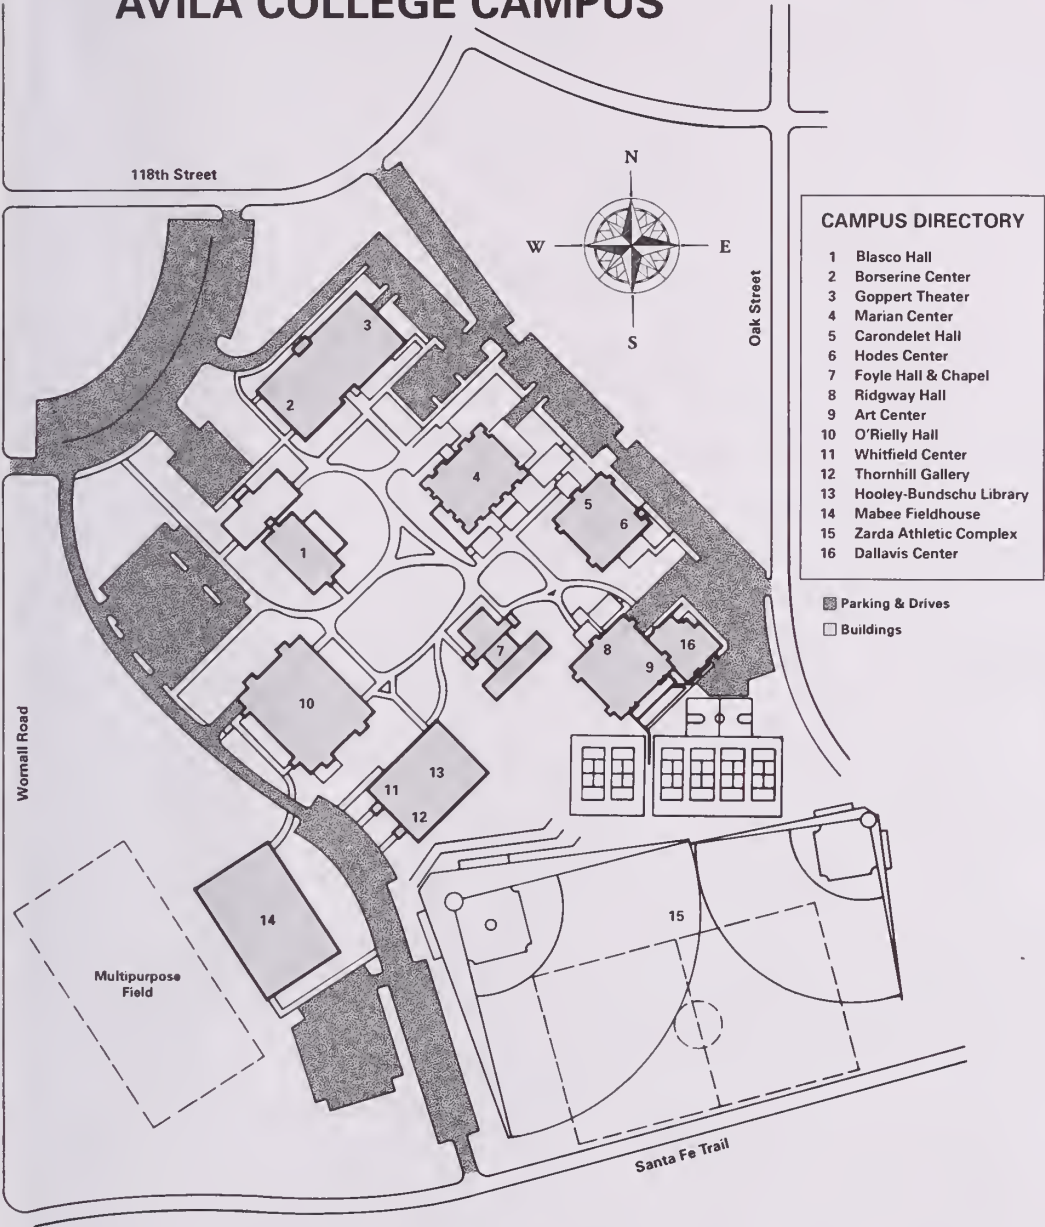 AVILA COLLEGE CAMPUS
118th Street
N
W
E
S
Oak Street
CAMPUS DIRECTORY
1 Blasco Hall
2 Borserine Center
3 Goppert Theater
4 Marian Center
5 Carondelet Hall
6 Hodes Center
7 Foyle Hall & Chapel
8 Ridgway Hall
9 Art Center
10 O'Rielly Hall
11 Whitfield Center
12 Thornhill Gallery
13 Hooley-Bundschu Library
14 Mabee Fieldhouse
15 Zarda Athletic Complex
16 Dallavis Center
Parking & Drives
Buildings
3
2
4
5
6
1
7
8
9
16
10
13
11
12
14
15
Wornall Road
Multipurpose
Field
Santa Fe Trail